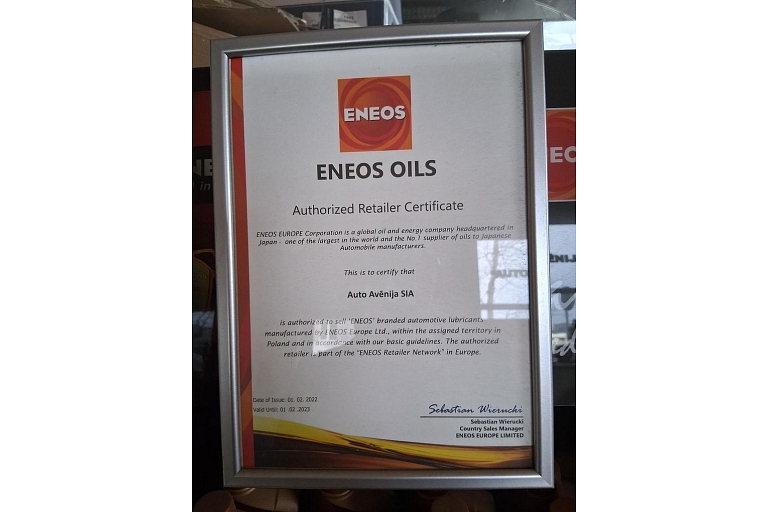 ENEOS
ENEOS OILS
Authorized Retailer Certificate
ENEOS EUROPE Corporation is a global oil and energy company headquartered in
Japan - one of the largest in the world and the No.1 supplier of oils to Japanese
Automobile manufacturers.
This is to certify that
Auto Avēnija SIA
is authorized to sell 'ENEOS' branded automotive lubricants
manufactured by ENEOS Europe Ltd., within the assigned territory in
Poland and in accordance with our basic guidelines. The authorized
retailer is part of the "ENEOS Retailer Network" in Europe.
Date of Issue: 01. 02. 2022
Valid Until: 01 .02 .2023
Sebastian Wierucki
Sebastian Wierucki
Country Sales Manager
ENEOS EUROPE LIMITED